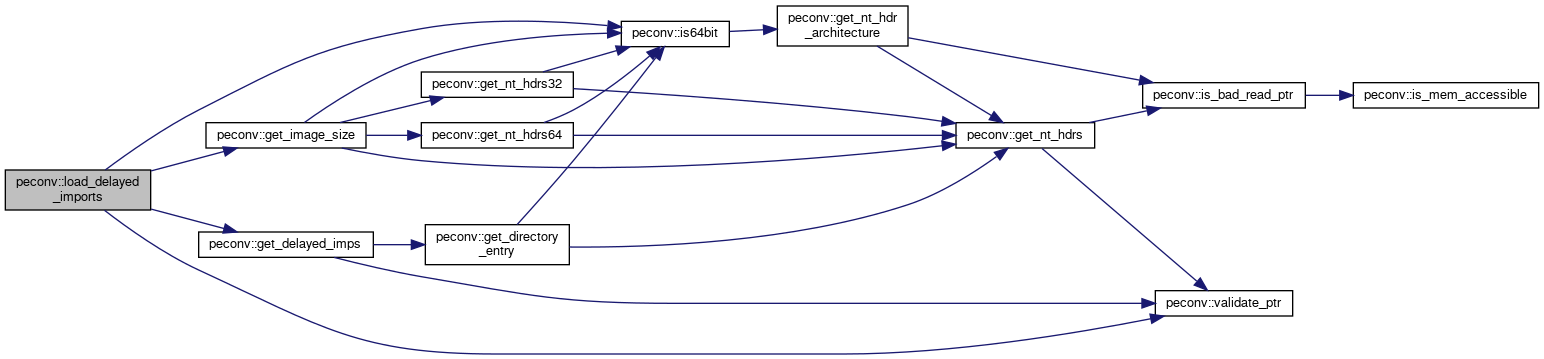 peconv::load_delayed
_imports
peconv::get_image_size
peconv::get_delayed_imps
peconv::get_nt_hdrs32
peconv::get_nt_hdrs64
peconv::get_directory
_entry
peconv::is64bit
peconv::get_nt_hdr
_architecture
peconv::get_nt_hdrs
peconv::is_bad_read_ptr
peconv::validate_ptr
peconv::is_mem_accessible